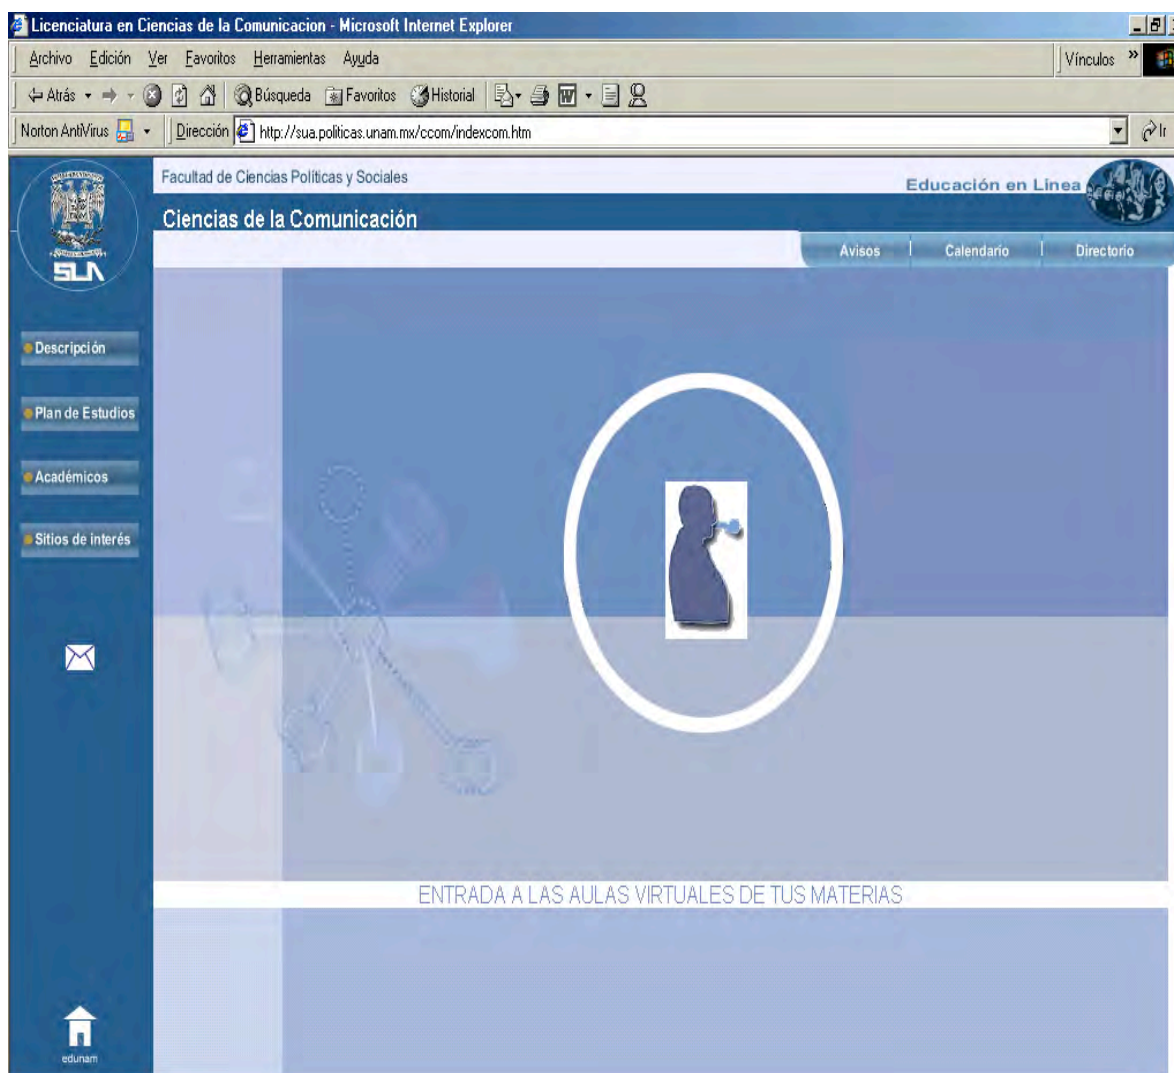 Licenciatura en Ciencias de la Comunicacion - Microsoft Internet Explorer
Archivo Edición Ver Favoritos Herramientas Ayuda Vínculos »
Atrás Búsqueda Favoritos Historial
Norton AntiVirus Dirección http://sua.politicas.unam.mx/ccom/indexcom.htm Ir
Facultad de Ciencias Políticas y Sociales
Educación en Línea
Ciencias de la Comunicación
Avisos | Calendario | Directorio
SUA
Descripción
Plan de Estudios
Académicos
Sitios de interés
ENTRADA A LAS AULAS VIRTUALES DE TUS MATERIAS
edunam